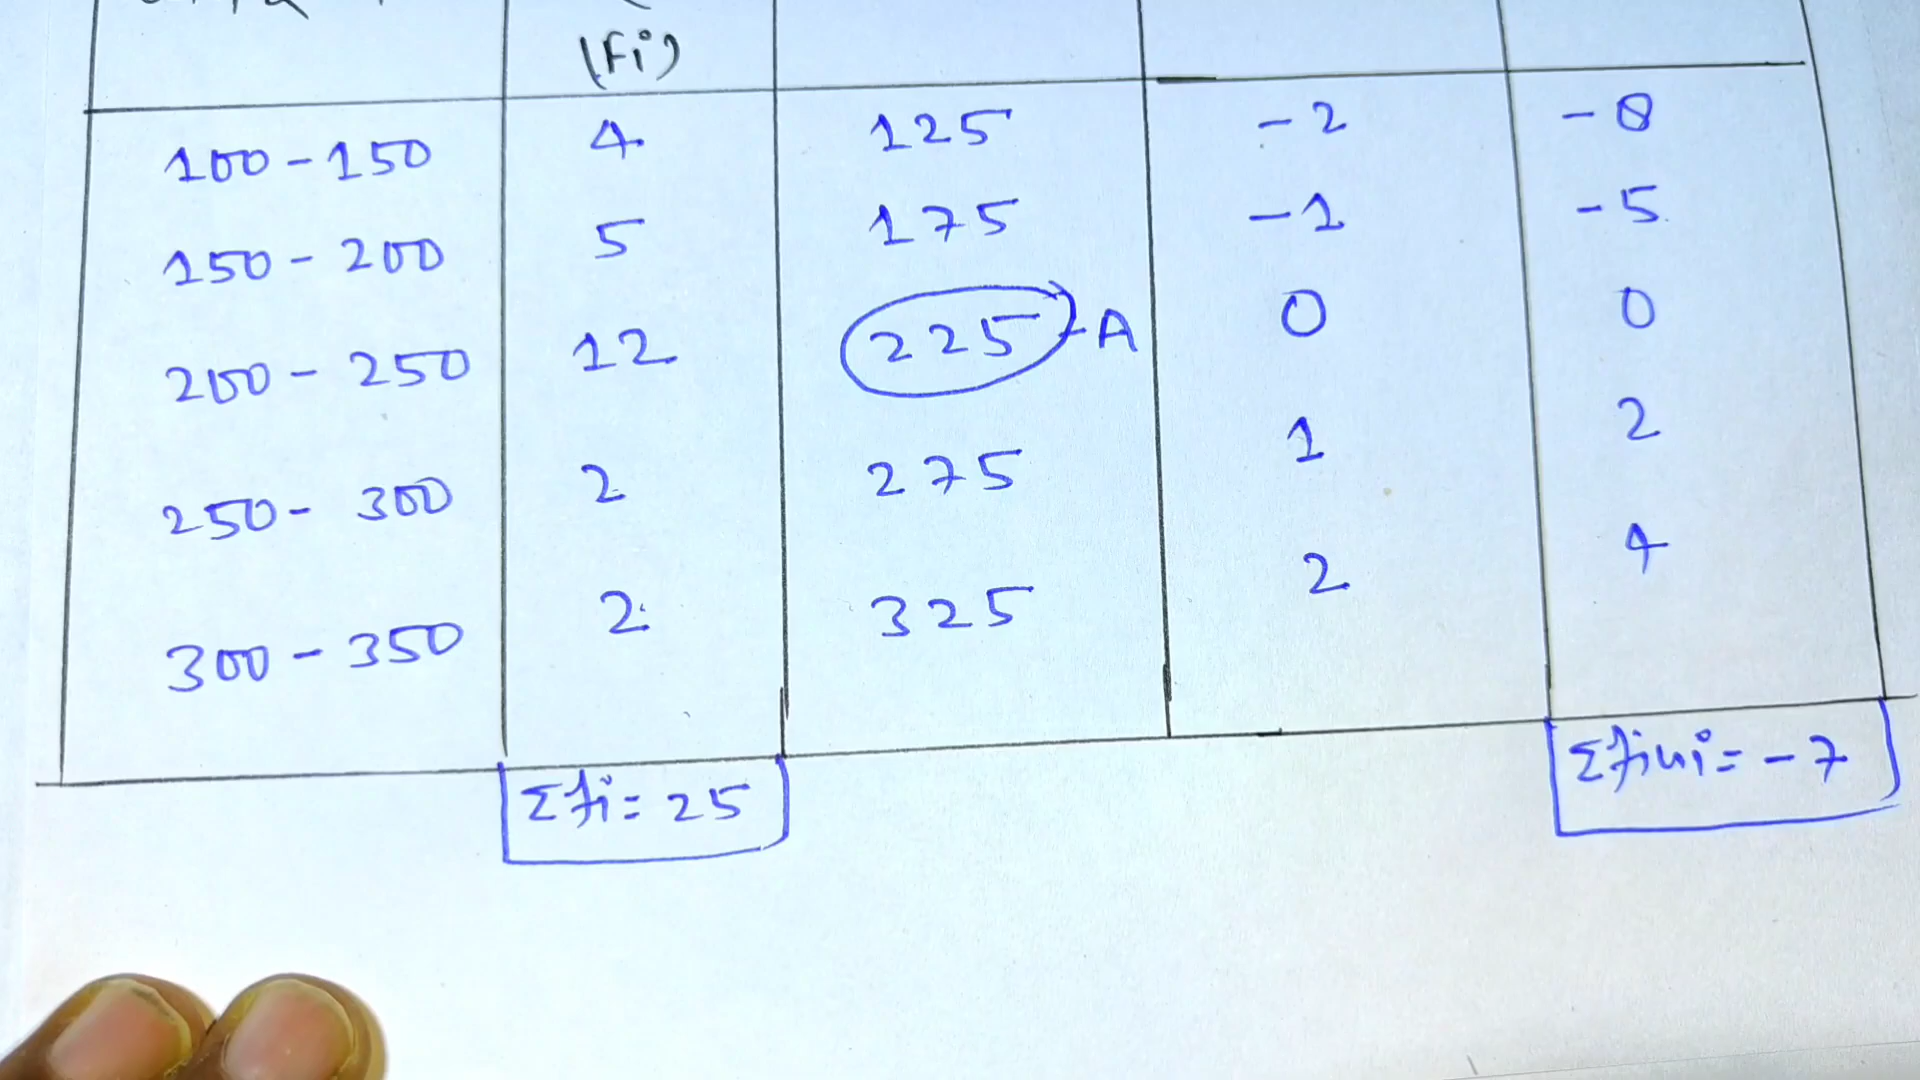 (Fi)
100-150 4 125 -2 -8
150-200 5 175 -1 -5
200-250 12 225 -A 0 0
250-300 2 275 1 2
300-350 2 325 2 4
Σfi= 25 Σfiui= -7